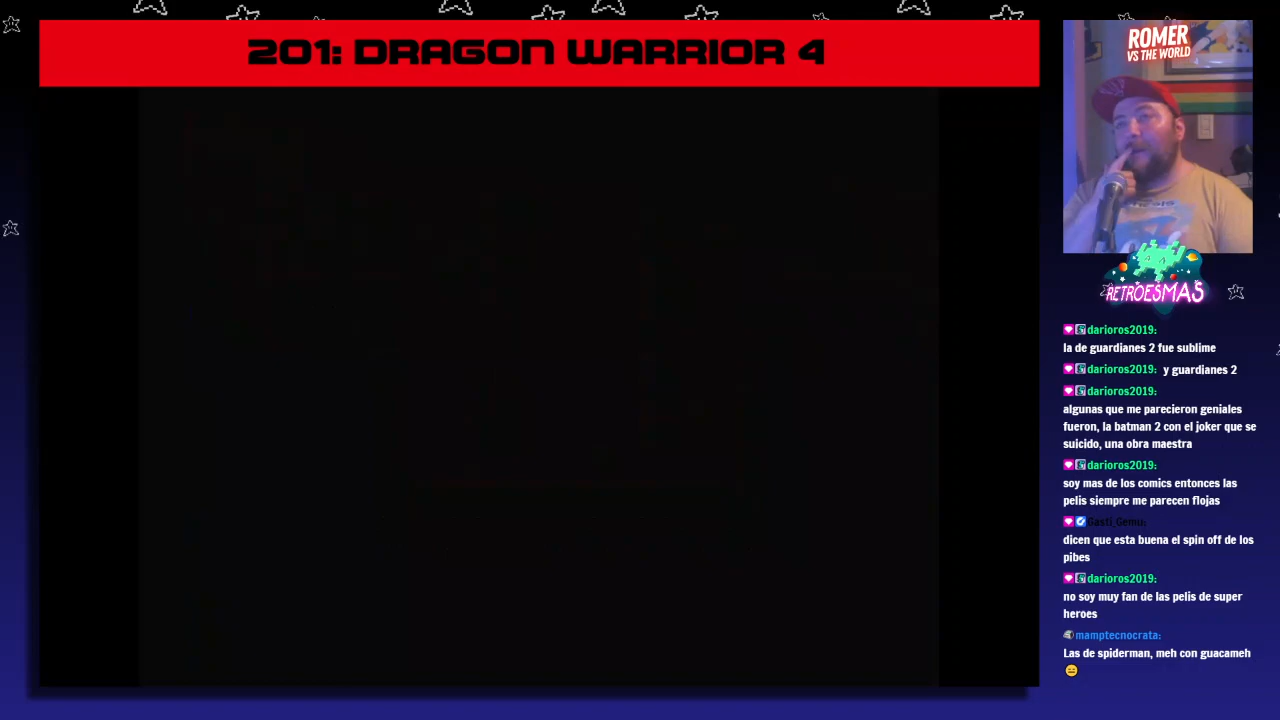 201: DRAGON WARRIOR 4
ROMER
VS THE WORLD
RETROESMAS
darioros2019:
la de guardianes 2 fue sublime
darioros2019: y guardianes 2
darioros2019:
algunas que me parecieron geniales
fueron, la batman 2 con el joker que se
suicido, una obra maestra
darioros2019:
soy mas de los comics entonces las
pelis siempre me parecen flojas
Gasti_Gemu:
dicen que esta buena el spin off de los
pibes
darioros2019:
no soy muy fan de las pelis de super
heroes
mamptecnocrata:
Las de spiderman, meh con guacameh